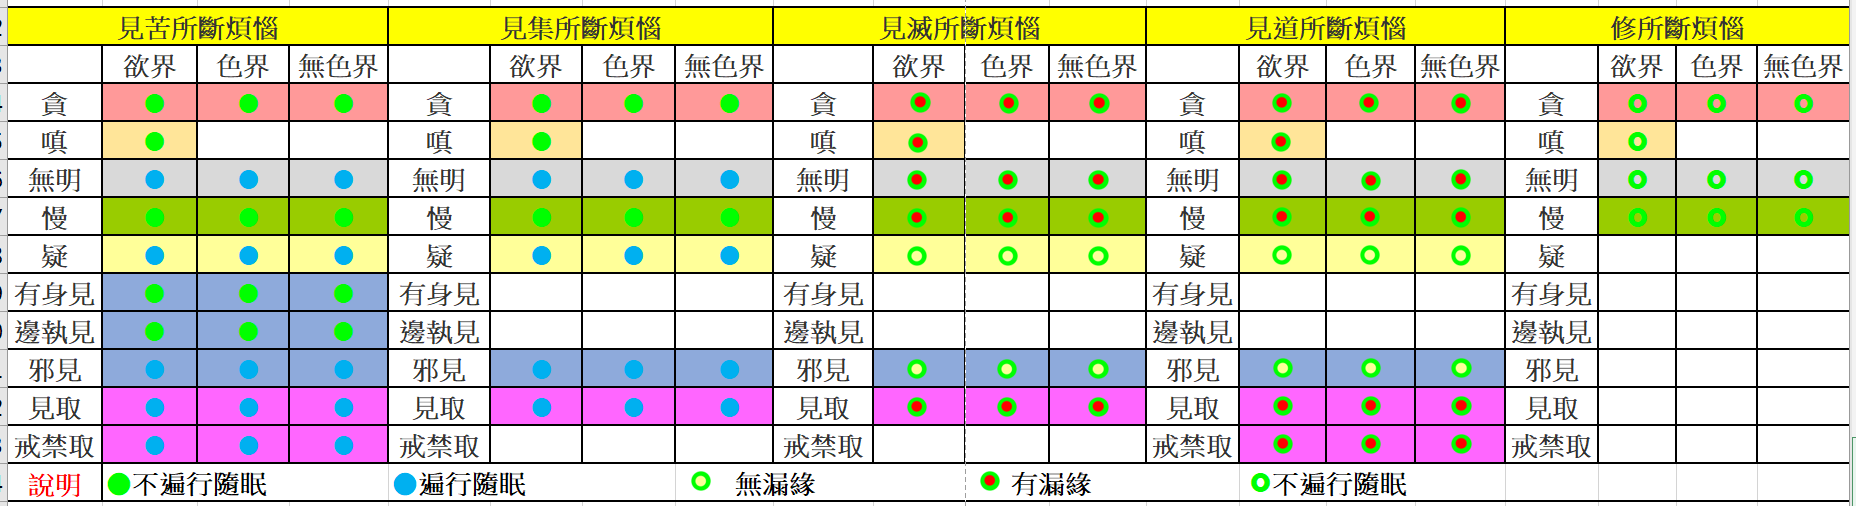 見苦所斷煩惱 見集所斷煩惱 見滅所斷煩惱 見道所斷煩惱 修所斷煩惱
欲界 色界 無色界 欲界 色界 無色界 欲界 色界 無色界 欲界 色界 無色界 欲界 色界 無色界
貪 貪 貪 貪 貪
嗔 嗔 嗔 嗔 嗔
無明 無明 無明 無明 無明
慢 慢 慢 慢 慢
疑 疑 疑 疑 疑
有身見 有身見 有身見 有身見 有身見
邊執見 邊執見 邊執見 邊執見 邊執見
邪見 邪見 邪見 邪見 邪見
見取 見取 見取 見取 見取
戒禁取 戒禁取 戒禁取 戒禁取 戒禁取
說明 不遍行隨眠 遍行隨眠 無漏緣 有漏緣 不遍行隨眠